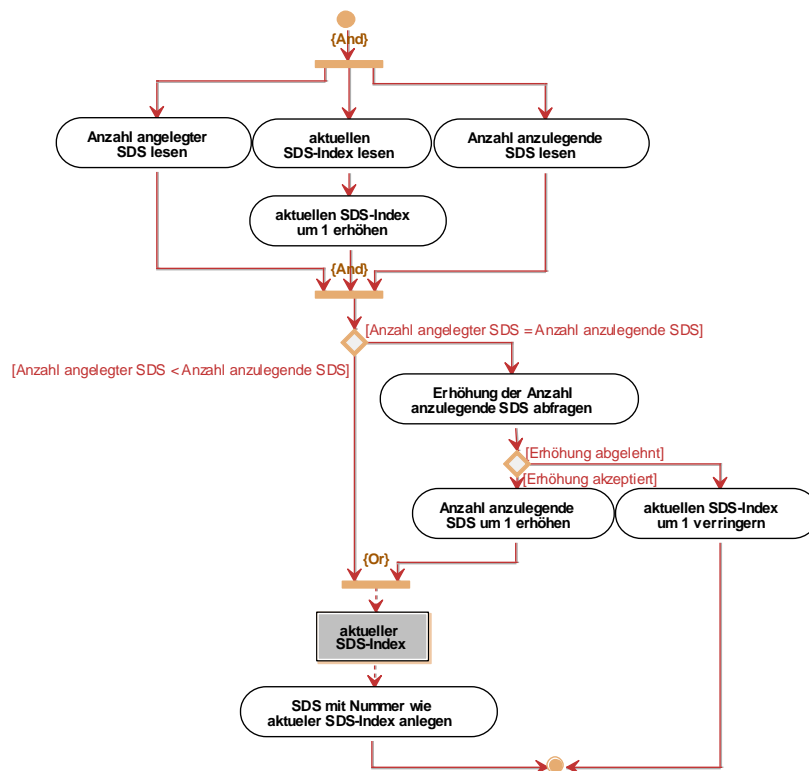 {And}
Anzahl angelegter
SDS lesen
aktuellen
SDS-Index lesen
Anzahl anzulegende
SDS lesen
aktuellen SDS-Index
um 1 erhöhen
{And}
[Anzahl angelegter SDS = Anzahl anzulegende SDS]
[Anzahl angelegter SDS < Anzahl anzulegende SDS]
Erhöhung der Anzahl
anzulegende SDS abfragen
[Erhöhung abgelehnt]
[Erhöhung akzeptiert]
Anzahl anzulegende
SDS um 1 erhöhen
aktuellen SDS-Index
um 1 verringern
{Or}
aktueller
SDS-Index
SDS mit Nummer wie
aktueler SDS-Index anlegen